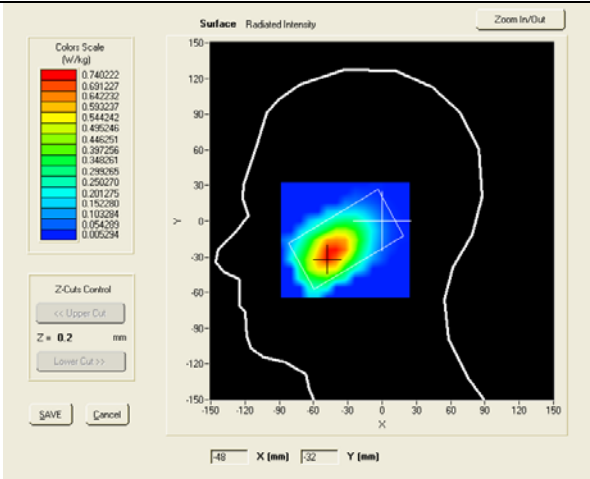 Surface Radiated Intensity
Zoom In/Out
Colors Scale
(W/kg)
0.740222
0.691227
0.642232
0.593237
0.544242
0.495246
0.446251
0.397256
0.348261
0.299265
0.250270
0.201275
0.152280
0.103284
0.054289
0.005294
150
120
90
60
30
0
-30
-60
-90
-120
-150
Y
-150 -120 -90 -60 -30 0 30 60 90 120 150
X
Z-Cuts Control
<< Upper Cut
Z = 0.2 mm
Lower Cut >>
SAVE Cancel
-48 X (mm) -32 Y (mm)